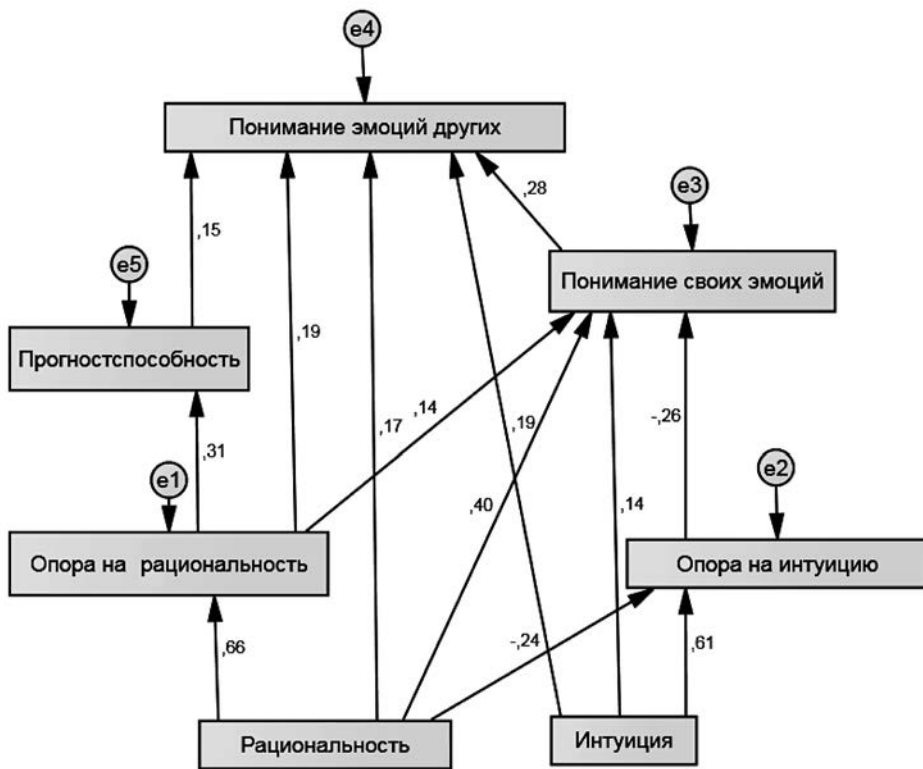 e4
Понимание эмоций других
e3
,28
,15
e5
Понимание своих эмоций
Прогностспособность
,19
,14
,17
,19
-,26
,31
e1
e2
,40
,14
Опора на рациональность
Опора на интуицию
,66
-,24
,61
Рациональность
Интуиция